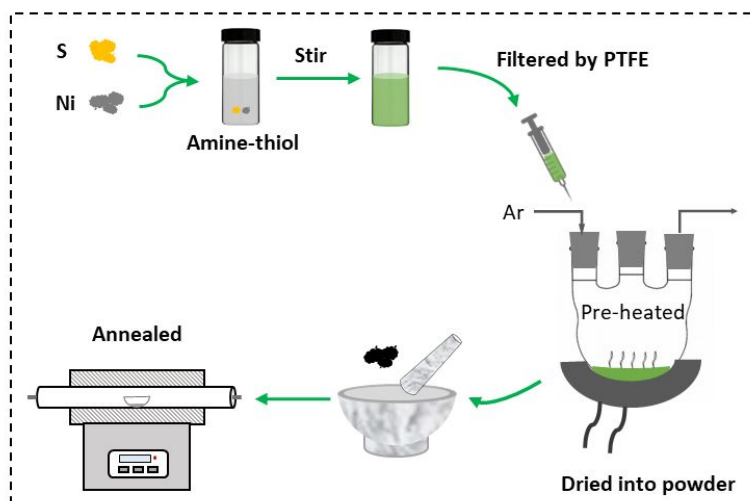 S
Stir
Filtered by PTFE
Ni
Amine-thiol
Ar
Pre-heated
Annealed
Dried into powder